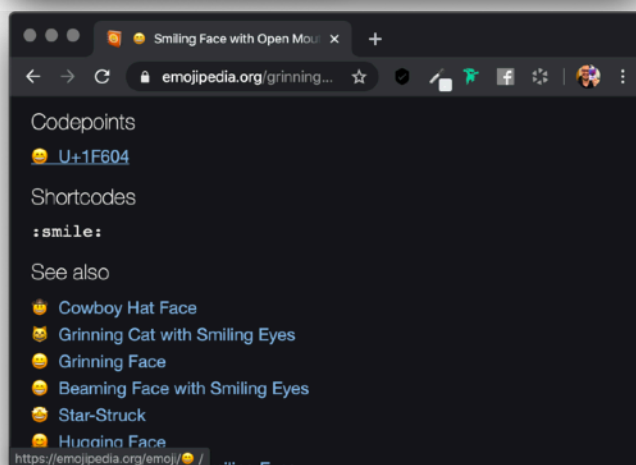 😄 Smiling Face with Open Mou
emojipedia.org/grinning...
Codepoints
😄 U+1F604
Shortcodes
:smile:
See also
🤠 Cowboy Hat Face
😸 Grinning Cat with Smiling Eyes
😀 Grinning Face
😁 Beaming Face with Smiling Eyes
🤩 Star-Struck
🤗 Hugging Face
https://emojipedia.org/emoji/😄 /